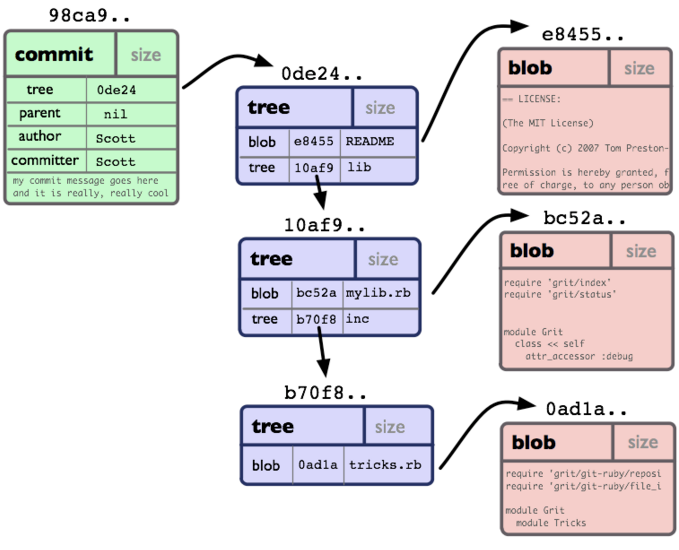 98ca9..
commit size
tree 0de24
parent nil
author Scott
committer Scott
my commit message goes here
and it is really, really cool
0de24..
tree size
blob e8455 README
tree 10af9 lib
10af9..
tree size
blob bc52a mylib.rb
tree b70f8 inc
b70f8..
tree size
blob 0ad1a tricks.rb
e8455..
blob size
== LICENSE:
(The MIT License)
Copyright (c) 2007 Tom Preston-
Permission is hereby granted, f
ree of charge, to any person ob
bc52a..
blob size
require 'grit/index'
require 'grit/status'
module Grit
class << self
attr_accessor :debug
0ad1a..
blob size
require 'grit/git-ruby/reposi
require 'grit/git-ruby/file_i
module Grit
module Tricks